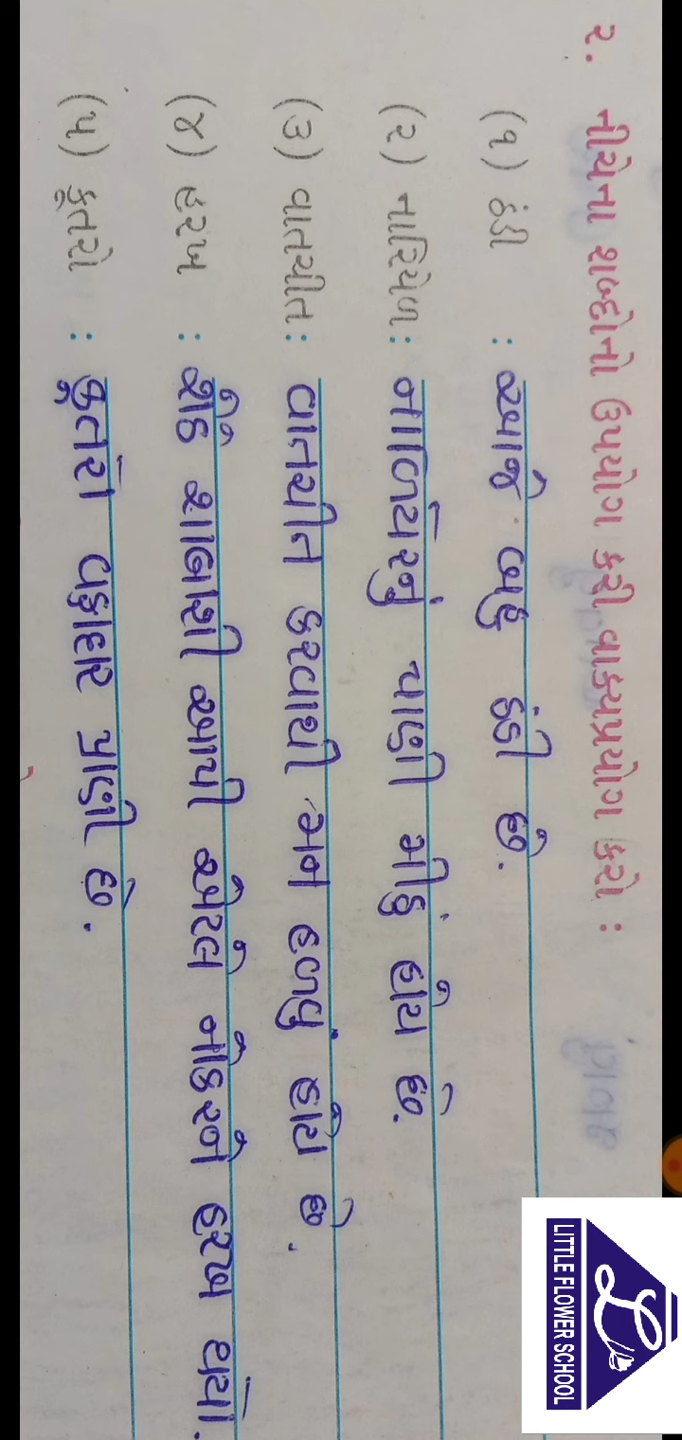 ૨. નીચેના શબ્દોનો ઉપયોગ કરી વાક્યપ્રયોગ કરો :
(૧) ઠંડી : આજે બહુ ઠંડી છે.
(૨) નારિયેળ : નાળિયેરનું પાણી મીઠું હોય છે.
(૩) વાતચીત : વાતચીત કરવાથી મન હળવું હોય છે.
(૪) હરખ : શેઠે શાબાશી આપી એટલે નોકરને હરખ થયો.
(૫) કૂતરો : કૂતરો વફાદાર પ્રાણી છે.
LITTLE FLOWER SCHOOL